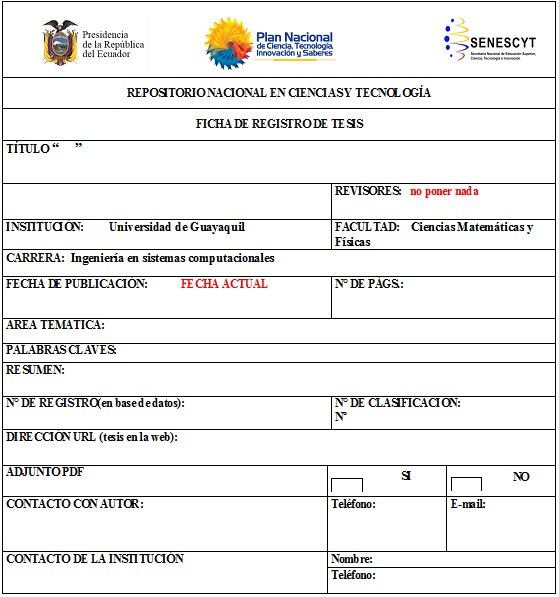 Presidencia
de la República
del Ecuador
Plan Nacional
de Ciencia, Tecnología,
Innovación y Saberes
SENESCYT
Secretaría Nacional de Educación Superior,
Ciencia, Tecnología e Innovación
REPOSITORIO NACIONAL EN CIENCIAS Y TECNOLOGÍA
FICHA DE REGISTRO DE TESIS
TÍTULO “ ”
REVISORES: no poner nada
INSTITUCIÓN: Universidad de Guayaquil
FACULTAD: Ciencias Matemáticas y
Físicas
CARRERA: Ingeniería en sistemas computacionales
FECHA DE PUBLICACIÓN: FECHA ACTUAL
N° DE PÁGS.:
ÁREA TEMÁTICA:
PALABRAS CLAVES:
RESUMEN:
N° DE REGISTRO(en base de datos):
N° DE CLASIFICACIÓN:
N°
DIRECCIÓN URL (tesis en la web):
ADJUNTO PDF
SI
NO
CONTACTO CON AUTOR:
Teléfono:
E-mail:
CONTACTO DE LA INSTITUCIÓN
Nombre:
Teléfono: